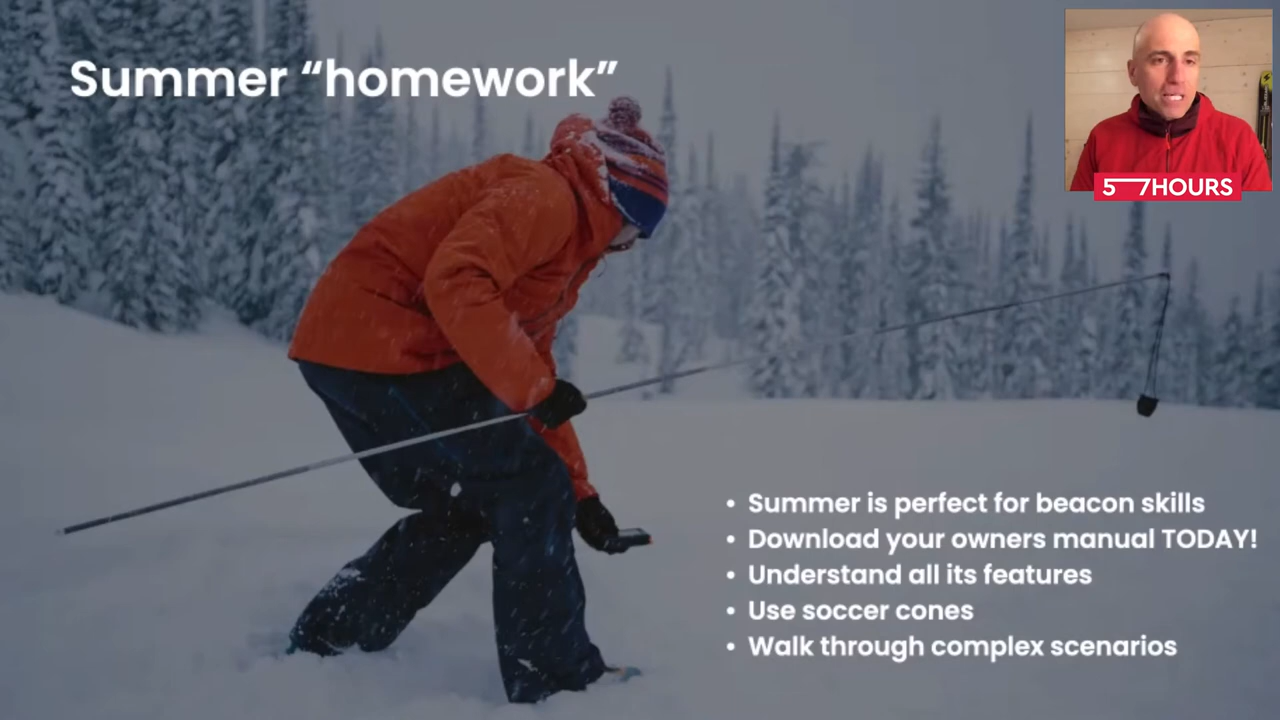 Summer “homework”
57HOURS
• Summer is perfect for beacon skills
• Download your owners manual TODAY!
• Understand all its features
• Use soccer cones
• Walk through complex scenarios